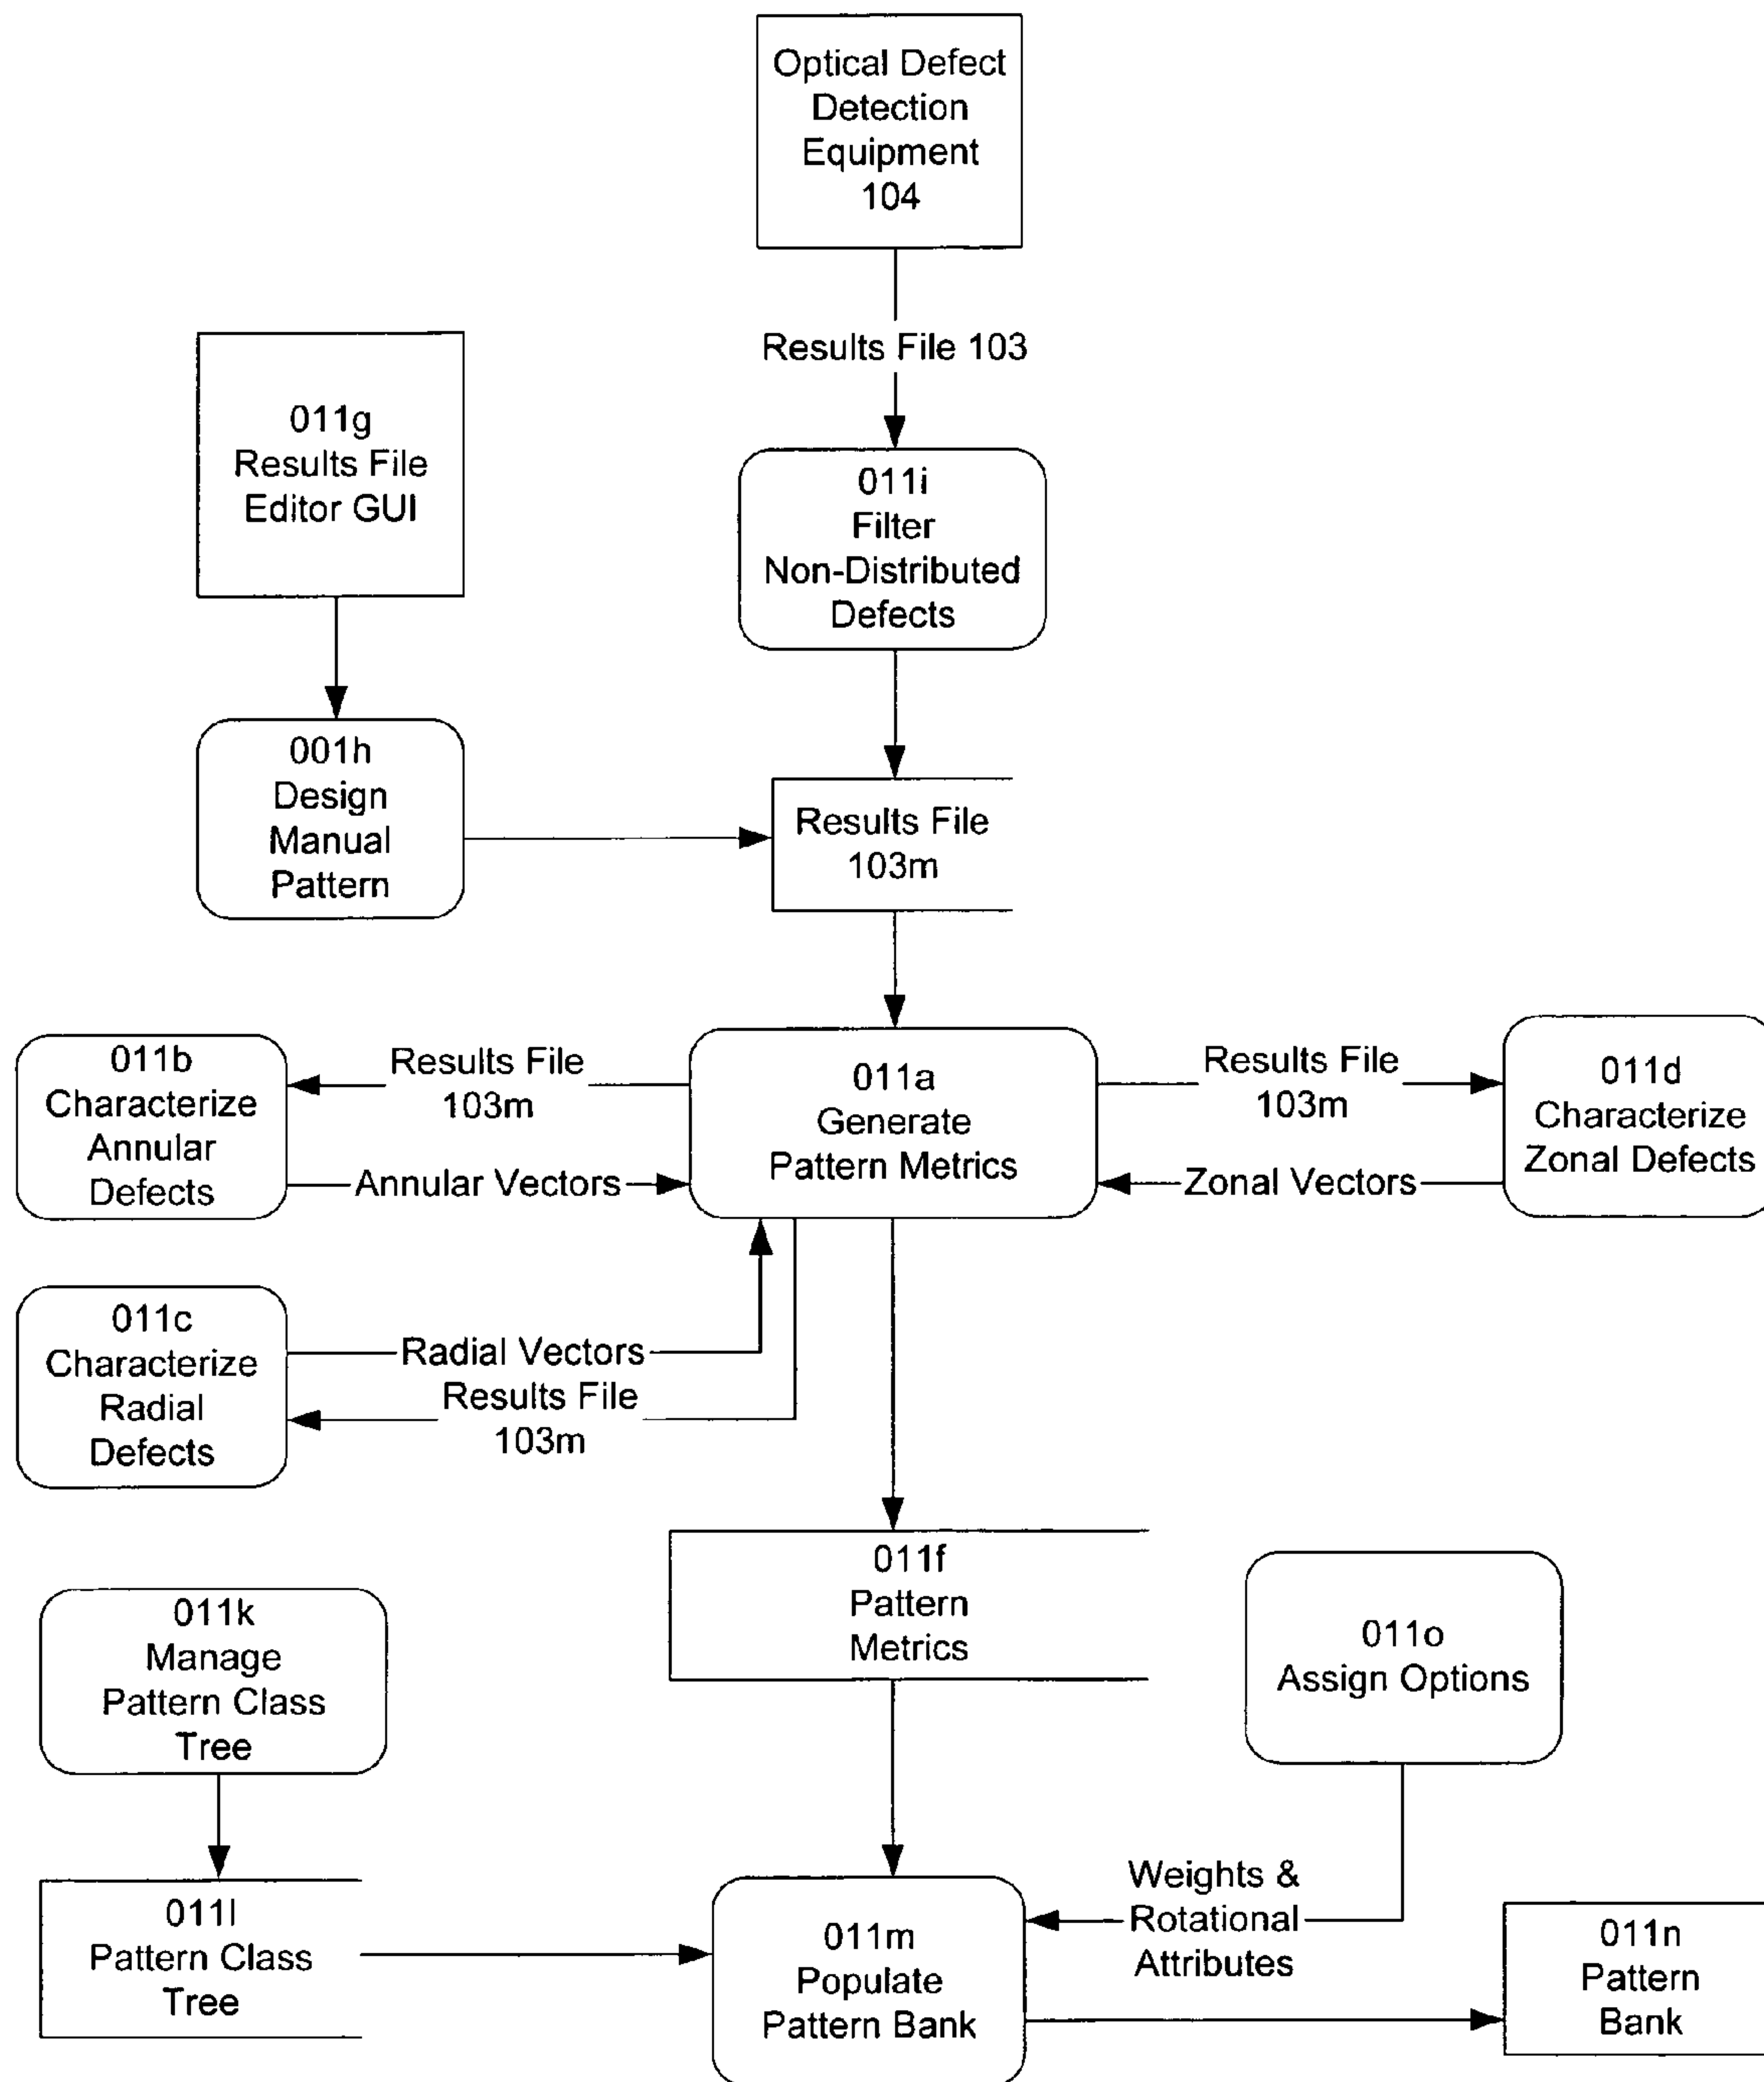 Optical Defect
Detection
Equipment
104
Results File 103
011g
Results File
Editor GUI
011i
Filter
Non-Distributed
Defects
001h
Design
Manual
Pattern
Results File
103m
011b
Characterize
Annular
Defects
Results File
103m
Annular Vectors
011a
Generate
Pattern Metrics
Results File
103m
Zonal Vectors
011d
Characterize
Zonal Defects
011c
Characterize
Radial
Defects
Radial Vectors
Results File
103m
011f
Pattern
Metrics
011k
Manage
Pattern Class
Tree
011o
Assign Options
011l
Pattern Class
Tree
011m
Populate
Pattern Bank
Weights &
Rotational
Attributes
011n
Pattern
Bank